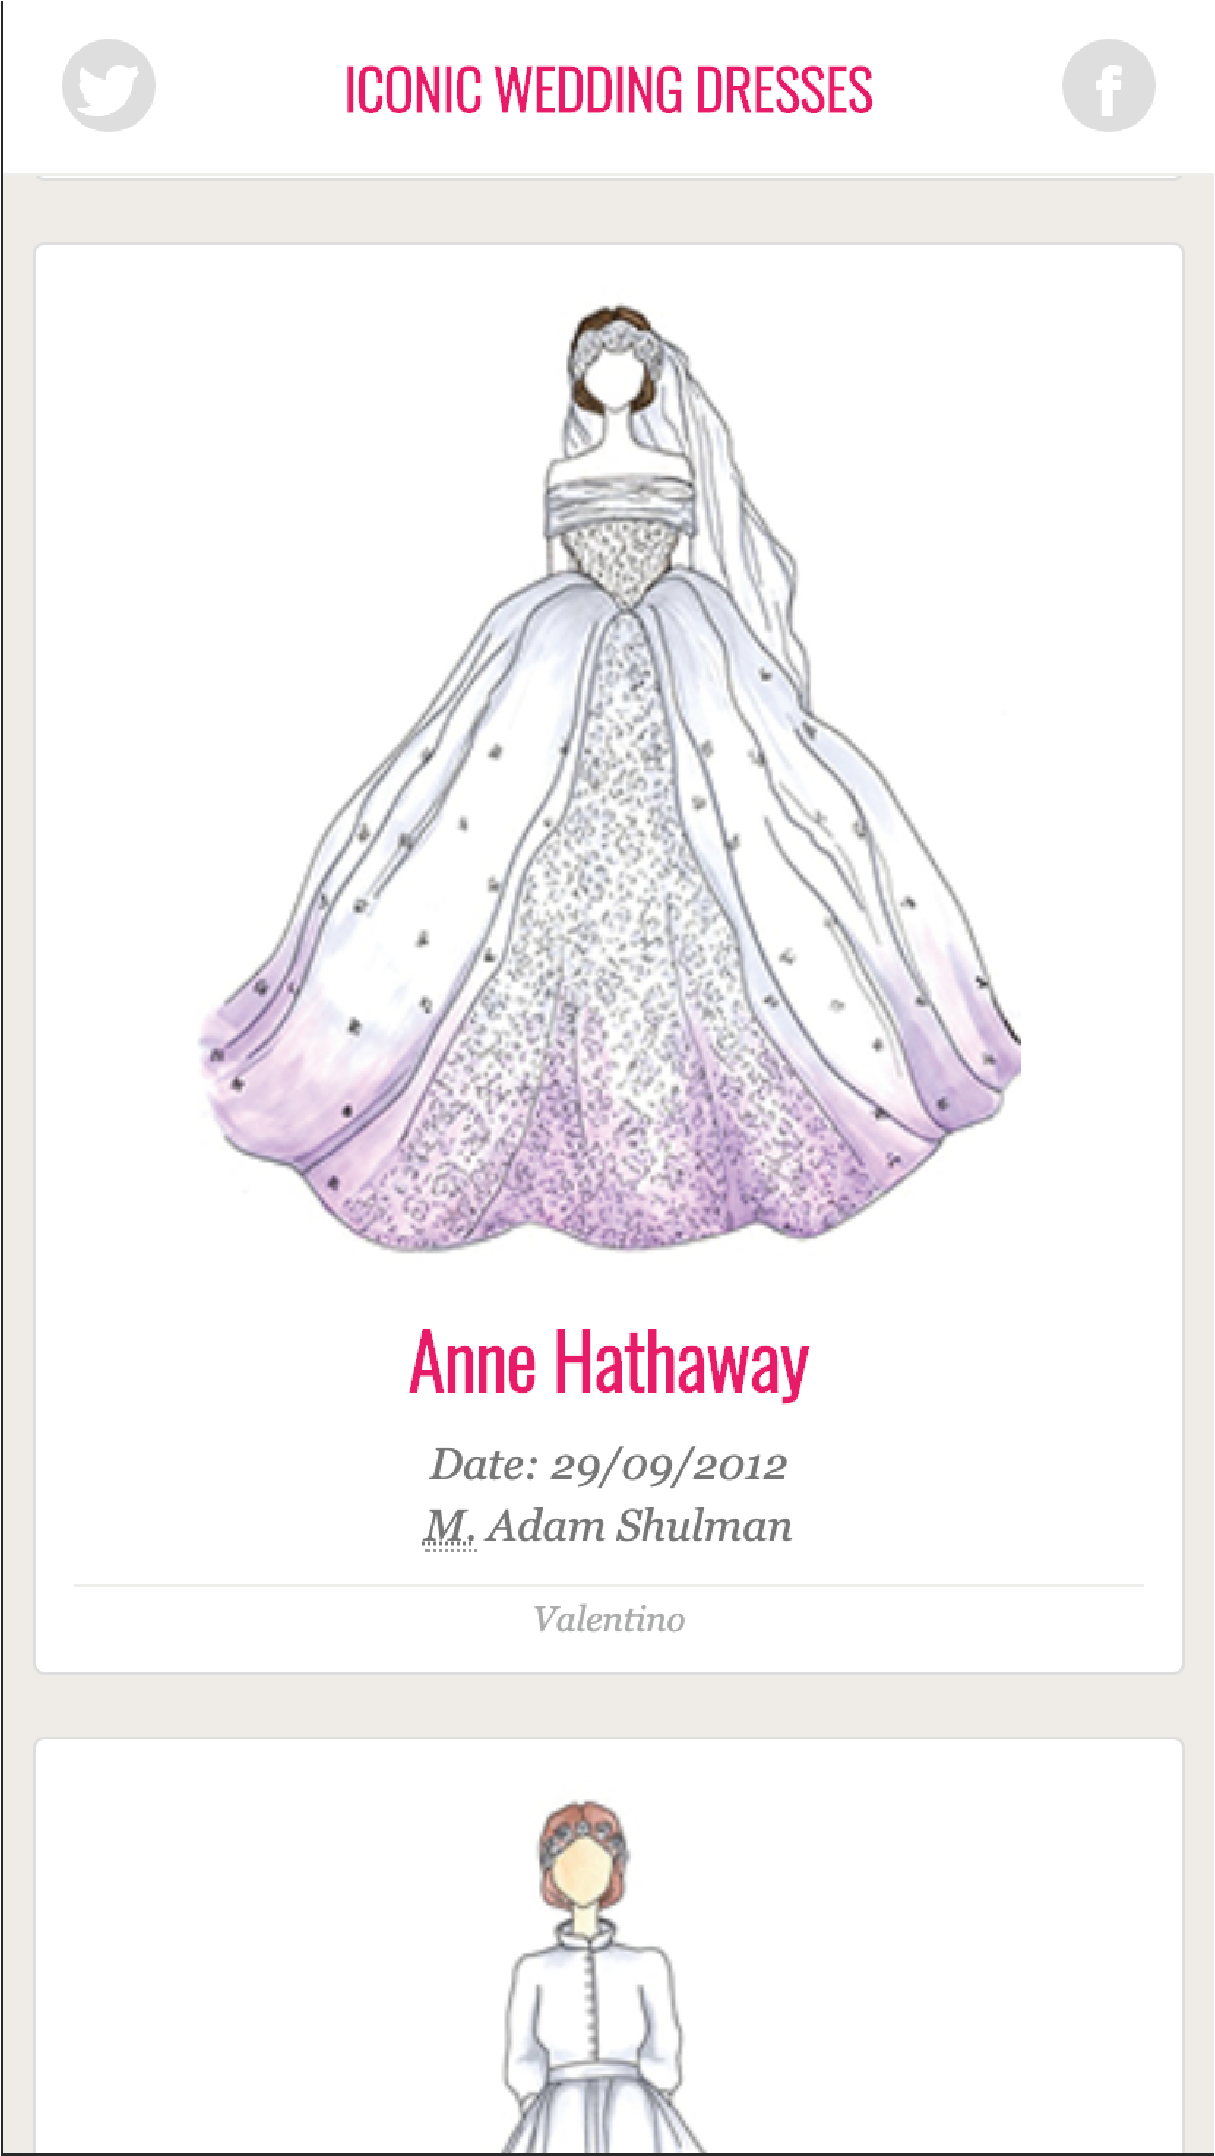 ICONIC WEDDING DRESSES
Anne Hathaway
Date: 29/09/2012
M. Adam Shulman
Valentino